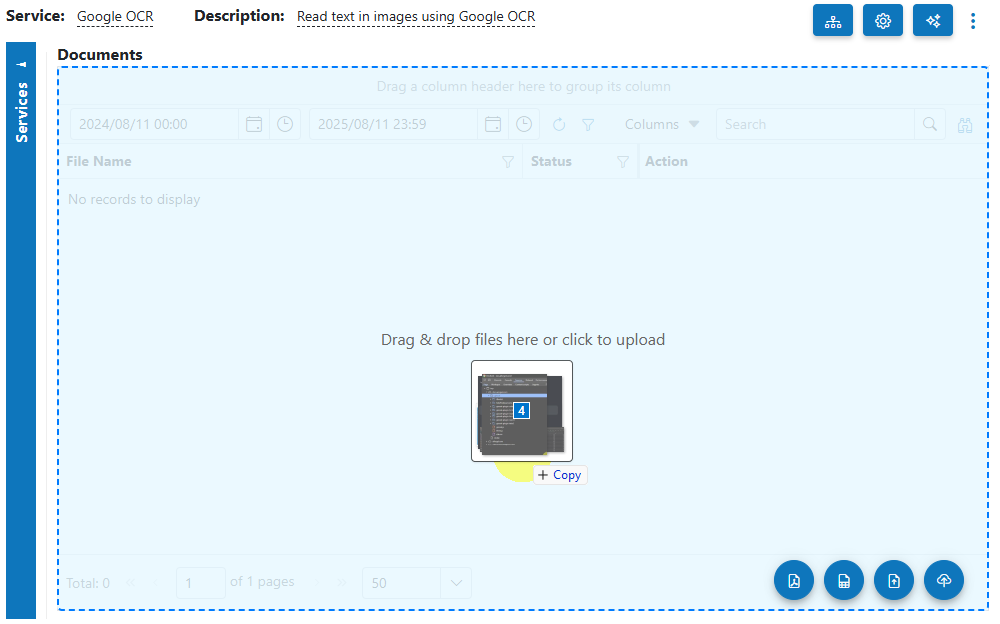 Service: Google OCR Description: Read text in images using Google OCR
Services
Documents
Drag a column header here to group its column
2024/08/11 00:00 2025/08/11 23:59 Columns Search
File Name Status Action
No records to display
Drag & drop files here or click to upload
4
+ Copy
Total: 0 1 of 1 pages 50